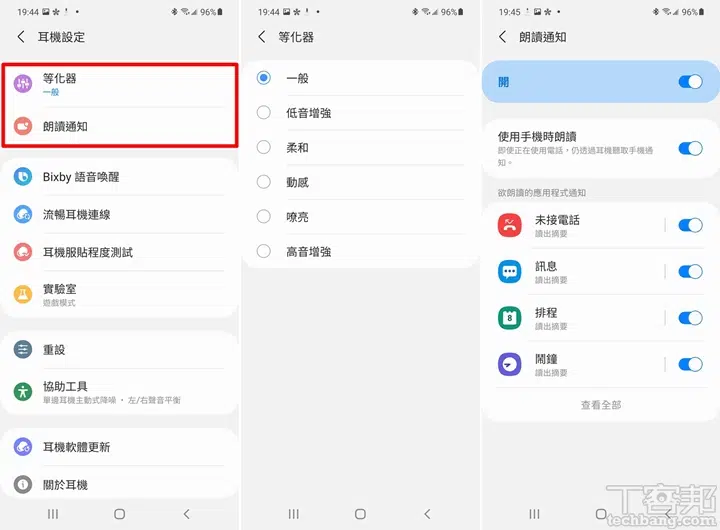 19:44
96%
耳機設定
等化器
一般
朗讀通知
Bixby 語音喚醒
流暢耳機連線
耳機服貼程度測試
實驗室
遊戲模式
重設
協助工具
單邊耳機主動式降噪 • 左/右聲音平衡
耳機軟體更新
關於耳機
19:44
96%
等化器
一般
低音增強
柔和
動感
嘹亮
高音增強
19:45
96%
朗讀通知
開
使用手機時朗讀
即使正在使用電話，仍透過耳機聽取手機通
知。
欲朗讀的應用程式通知
未接電話
讀出摘要
訊息
讀出摘要
8
排程
讀出摘要
鬧鐘
讀出摘要
查看全部
T客邦
techbang.com